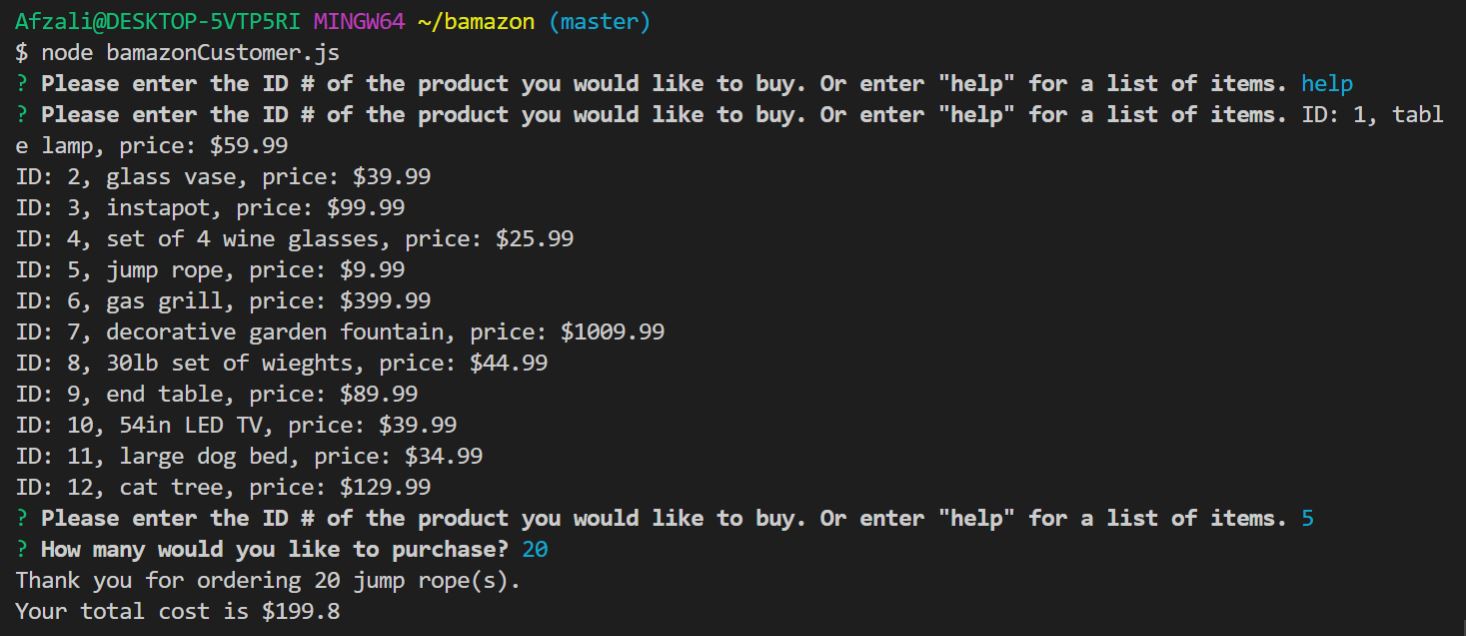 Afzali@DESKTOP-5VTP5RI MINGW64 ~/bamazon (master)
$ node bamazonCustomer.js
? Please enter the ID # of the product you would like to buy. Or enter "help" for a list of items. help
? Please enter the ID # of the product you would like to buy. Or enter "help" for a list of items. ID: 1, tabl
e lamp, price: $59.99
ID: 2, glass vase, price: $39.99
ID: 3, instapot, price: $99.99
ID: 4, set of 4 wine glasses, price: $25.99
ID: 5, jump rope, price: $9.99
ID: 6, gas grill, price: $399.99
ID: 7, decorative garden fountain, price: $1009.99
ID: 8, 30lb set of wieghts, price: $44.99
ID: 9, end table, price: $89.99
ID: 10, 54in LED TV, price: $39.99
ID: 11, large dog bed, price: $34.99
ID: 12, cat tree, price: $129.99
? Please enter the ID # of the product you would like to buy. Or enter "help" for a list of items. 5
? How many would you like to purchase? 20
Thank you for ordering 20 jump rope(s).
Your total cost is $199.8